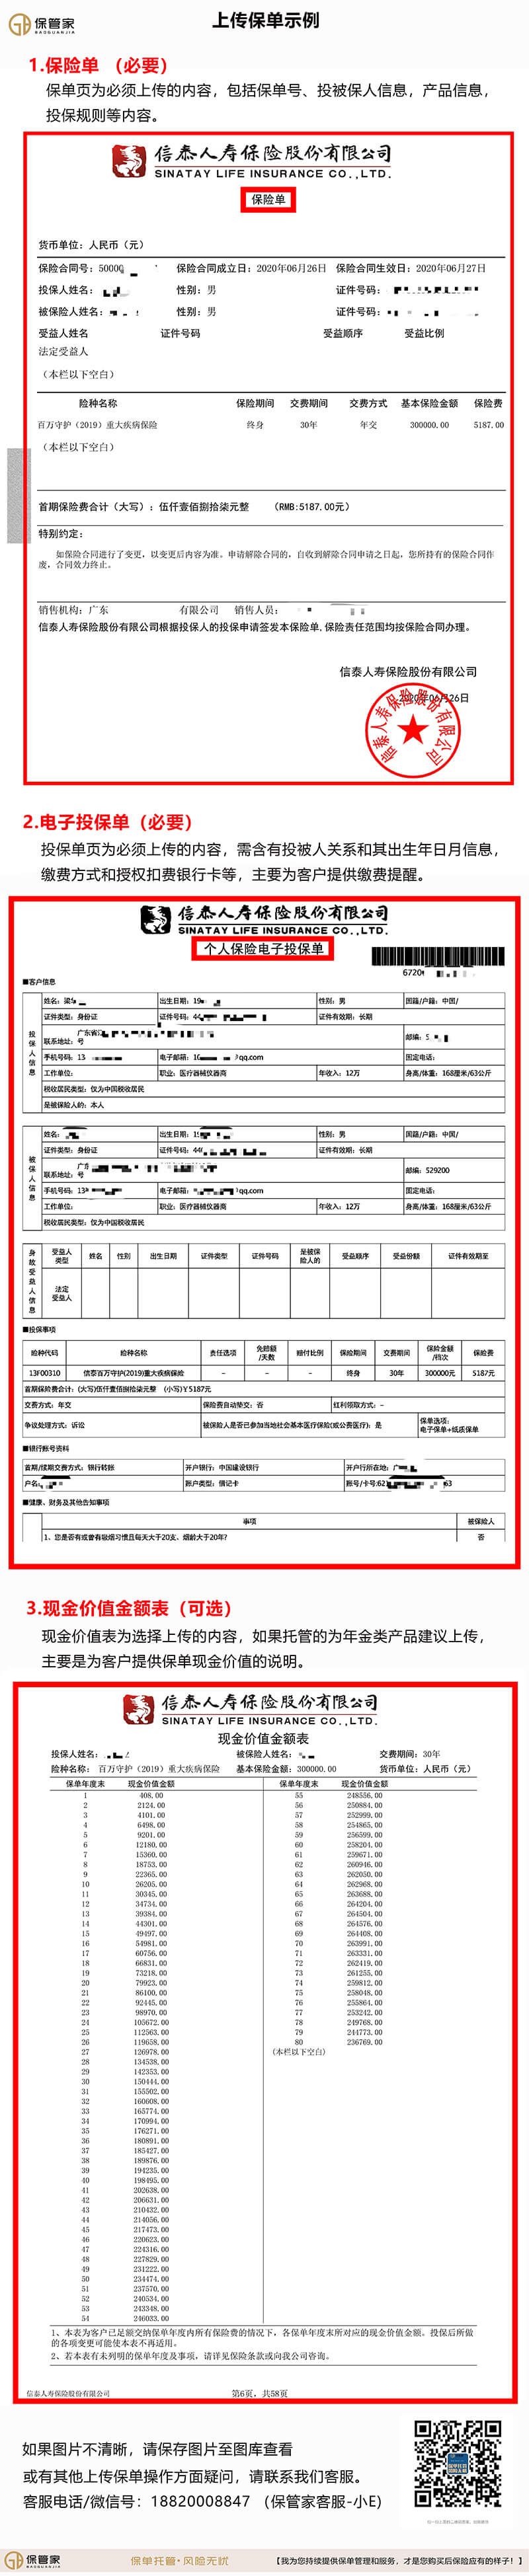 保管家
BAOGUANJIA
上传保单示例
1.保险单 （必要）
保单页为必须上传的内容，包括保单号、投被保人信息，产品信息，
投保规则等内容。
信泰人寿保险股份有限公司
SINATAY LIFE INSURANCE CO.,LTD.
保险单
货币单位：人民币（元）
保险合同号：5000 保险合同成立日：2020年06月26日 保险合同生效日：2020年06月27日
投保人姓名： 性别：男 证件号码：
被保险人姓名： 性别：男 证件号码：
受益人姓名 证件号码 受益顺序 受益比例
法定受益人
（本栏以下空白）
险种名称 保险期间 交费期间 交费方式 基本保险金额 保险费
百万守护（2019）重大疾病保险 终身 30年 年交 300000.00 5187.00
（本栏以下空白）
首期保险费合计（大写）：伍仟壹佰捌拾柒元整 （RMB:5187.00元）
特别约定：
如保险合同进行了变更，以变更后内容为准。申请解除合同的，自收到解除合同申请之日起，您所持有的保险合同作
废，合同效力终止。
销售机构：广东 有限公司 销售人员：
信泰人寿保险股份有限公司根据投保人的投保申请签发本保险单，保险责任范围均按保险合同办理。
信泰人寿保险股份有限公司
2020年06月26日
信泰人寿保险股份有限公司
2.电子投保单（必要）
投保单页为必须上传的内容，需含有投被人关系和其出生年日月信息，
缴费方式和授权扣费银行卡等，主要为客户提供缴费提醒。
信泰人寿保险股份有限公司
SINATAY LIFE INSURANCE CO.,LTD.
个人保险电子投保单
6720
■客户信息
投保人信息
姓名：梁 出生日期：19 性别：男 国籍/户籍：中国/
证件类型：身份证 证件号码：44 证件有效期：长期
联系地址：广东省江 号 邮编：5
手机号码：13 电子邮箱：1 qq.com 固定电话：
工作单位： 职业：医疗器械仪器商 年收入：12万 身高/体重：168厘米/63公斤
税收居民类型：仅为中国税收居民
是被保险人的：本人
被保人信息
姓名： 出生日期：1 性别：男 国籍/户籍：中国/
证件类型：身份证 证件号码：44 证件有效期：长期
联系地址：广东 号 邮编：529200
手机号码：13 电子邮箱： qq.com 固定电话：
工作单位： 职业：医疗器械仪器商 年收入：12万 身高/体重：168厘米/63公斤
税收居民类型：仅为中国税收居民
身故受益人信息
受益人类型 姓名 性别 出生日期 证件类型 证件号码 是被保险人的 受益顺序 受益份额 证件有效期至
法定受益人
■投保事项
险种代码 险种名称 责任选项 免赔额/天数 赔付比例 保险期间 交费期间 保险金额/档次 保险费
13F00310 信泰百万守护(2019)重大疾病保险 - - - 终身 30年 300000元 5187元
首期保险费合计：(大写)伍仟壹佰捌拾柒元整 （小写)￥5187元
交费方式：年交 保险费自动垫交：否 红利领取方式：-
争议处理方式：诉讼 被保险人是否已参加当地社会基本医疗保险(或公费医疗)：是 保单选项：电子保单+纸质保单
■银行账号资料
首期/续期交费方式：银行转账 开户银行：中国建设银行 开户行所在地：广
户名： 账户类型：借记卡 账号/卡号:621 63
■健康、财务及其他告知事项
事项 被保险人
1、您是否有或曾有吸烟习惯且每天大于20支、烟龄大于20年? 否
3.现金价值金额表（可选）
现金价值表为选择上传的内容，如果托管的为年金类产品建议上传，
主要是为客户提供保单现金价值的说明。
信泰人寿保险股份有限公司
SINATAY LIFE INSURANCE CO.,LTD.
现金价值金额表
投保人姓名： 被保险人姓名： 交费期间：30年
险种名称： 百万守护（2019）重大疾病保险 基本保险金额：300000.00 货币单位：人民币（元）
保单年度末 现金价值金额 保单年度末 现金价值金额
1 408.00 55 248556.00
2 2124.00 56 250884.00
3 4101.00 57 252999.00
4 6498.00 58 254865.00
5 9201.00 59 256599.00
6 12180.00 60 258204.00
7 15360.00 61 259671.00
8 18753.00 62 260946.00
9 22365.00 63 262050.00
10 26205.00 64 262968.00
11 30345.00 65 263688.00
12 34734.00 66 264204.00
13 39384.00 67 264504.00
14 44301.00 68 264576.00
15 49497.00 69 264408.00
16 54981.00 70 263991.00
17 60756.00 71 263331.00
18 66831.00 72 262419.00
19 73218.00 73 261255.00
20 79923.00 74 259812.00
21 86100.00 75 258048.00
22 92445.00 76 255864.00
23 98970.00 77 253242.00
24 105672.00 78 249768.00
25 112563.00 79 244773.00
26 119658.00 80 236769.00
27 126978.00 （本栏以下空白）
28 134538.00
29 142353.00
30 150444.00
31 155502.00
32 160608.00
33 165774.00
34 170994.00
35 176271.00
36 180891.00
37 185427.00
38 189876.00
39 194235.00
40 198495.00
41 202638.00
42 206631.00
43 210432.00
44 214056.00
45 217473.00
46 220623.00
47 224316.00
48 227829.00
49 231222.00
50 234474.00
51 237570.00
52 240534.00
53 243348.00
54 246033.00
1、本表为客户已足额交纳保单年度内所有保险费的情况下，各保单年度末所对应的现金价值金额。投保后所做
的各项变更可能使本表不再适用。
2、若本表有未列明的保单年度及事项，请详见保险条款或向我公司咨询。
信泰人寿保险股份有限公司 第6页，共58页
如果图片不清晰，请保存图片至图库查看
或有其他上传保单操作方面疑问，请联系我们客服。
客服电话/微信号：18820008847 （保管家客服-小E)
保管家
BAOGUANJIA
保单托管·风险无忧
【我为您持续提供保单管理和服务，才是您购买后保险应有的样子！】